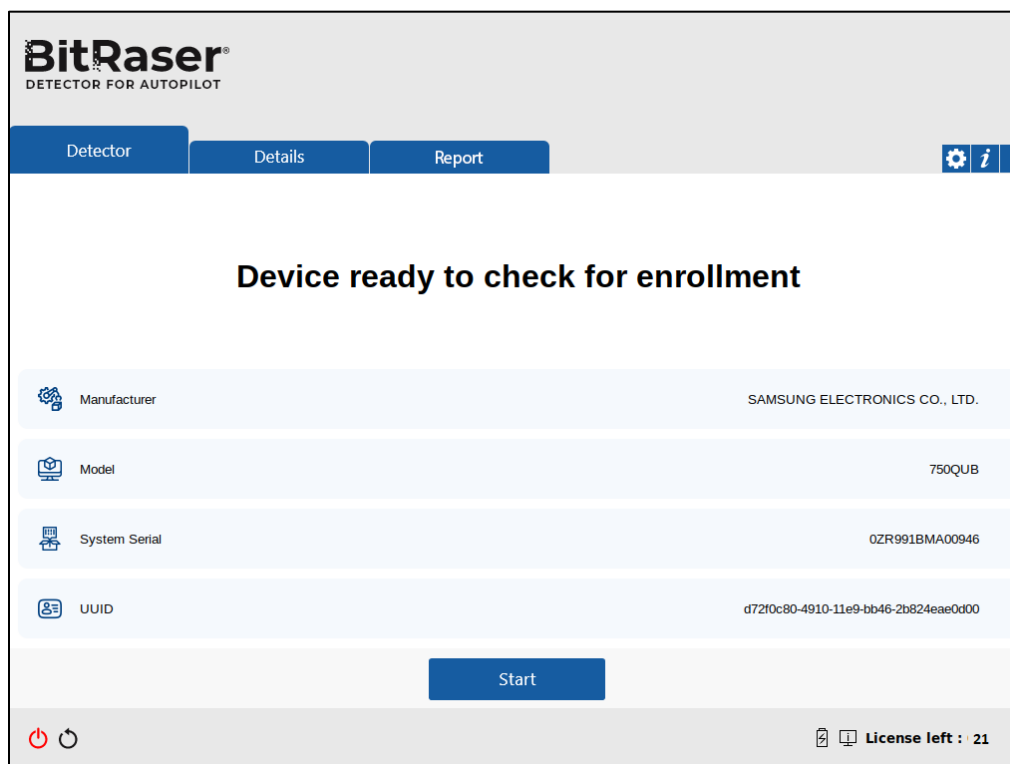 BitRaser®
DETECTOR FOR AUTOPILOT
Detector Details Report
i
Device ready to check for enrollment
Manufacturer SAMSUNG ELECTRONICS CO., LTD.
Model 750QUB
System Serial 0ZR991BMA00946
UUID d72f0c80-4910-11e9-bb46-2b824eae0d00
Start
License left : 21